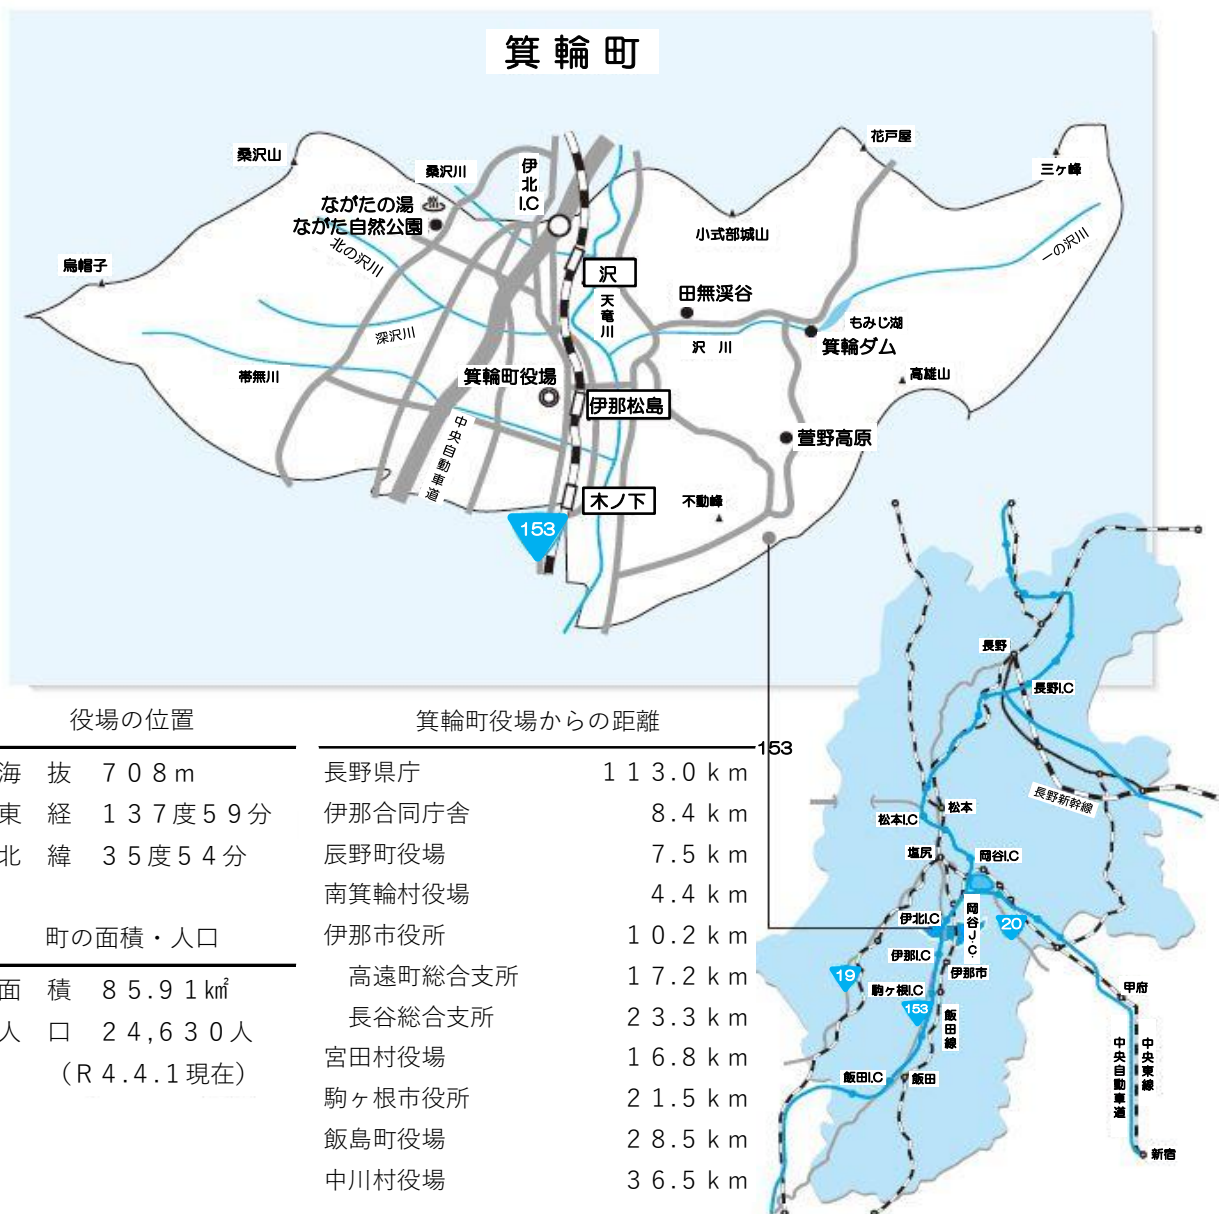 箕輪町
花戸屋
桑沢山
桑沢川
伊北I.C
三ヶ峰
ながたの湯
ながた自然公園
小式部城山
北の沢川
一の沢川
烏帽子
沢
田無渓谷
天竜川
もみじ湖
深沢川
沢 川
箕輪ダム
帯無川
箕輪町役場
高雄山
伊那松島
中央自動車道
萱野高原
木ノ下
不動峰
153
役場の位置
海 抜 708m
東 経 137度59分
北 緯 35度54分
町の面積・人口
面 積 85.91㎢
人 口 24,630人
（R4.4.1現在）
箕輪町役場からの距離
長野県庁 113.0km
伊那合同庁舎 8.4km
辰野町役場 7.5km
南箕輪村役場 4.4km
伊那市役所 10.2km
高遠町総合支所 17.2km
長谷総合支所 23.3km
宮田村役場 16.8km
駒ヶ根市役所 21.5km
飯島町役場 28.5km
中川村役場 36.5km
153
長野
長野I.C
長野新幹線
松本
松本I.C
塩尻
岡谷I.C
伊北I.C
岡谷J.C.
20
伊那I.C
伊那市
19
駒ヶ根I.C
153
飯田線
甲府
飯田I.C
飯田
中央自動車道
中央東線
新宿